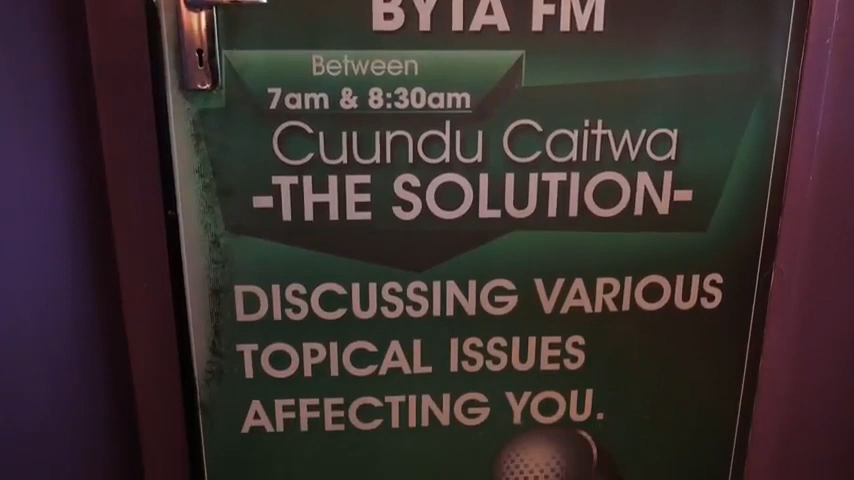 BYTA FM
Between
7am & 8:30am
Cuundu Caitwa
-THE SOLUTION-
DISCUSSING VARIOUS
TOPICAL ISSUES
AFFECTING YOU.